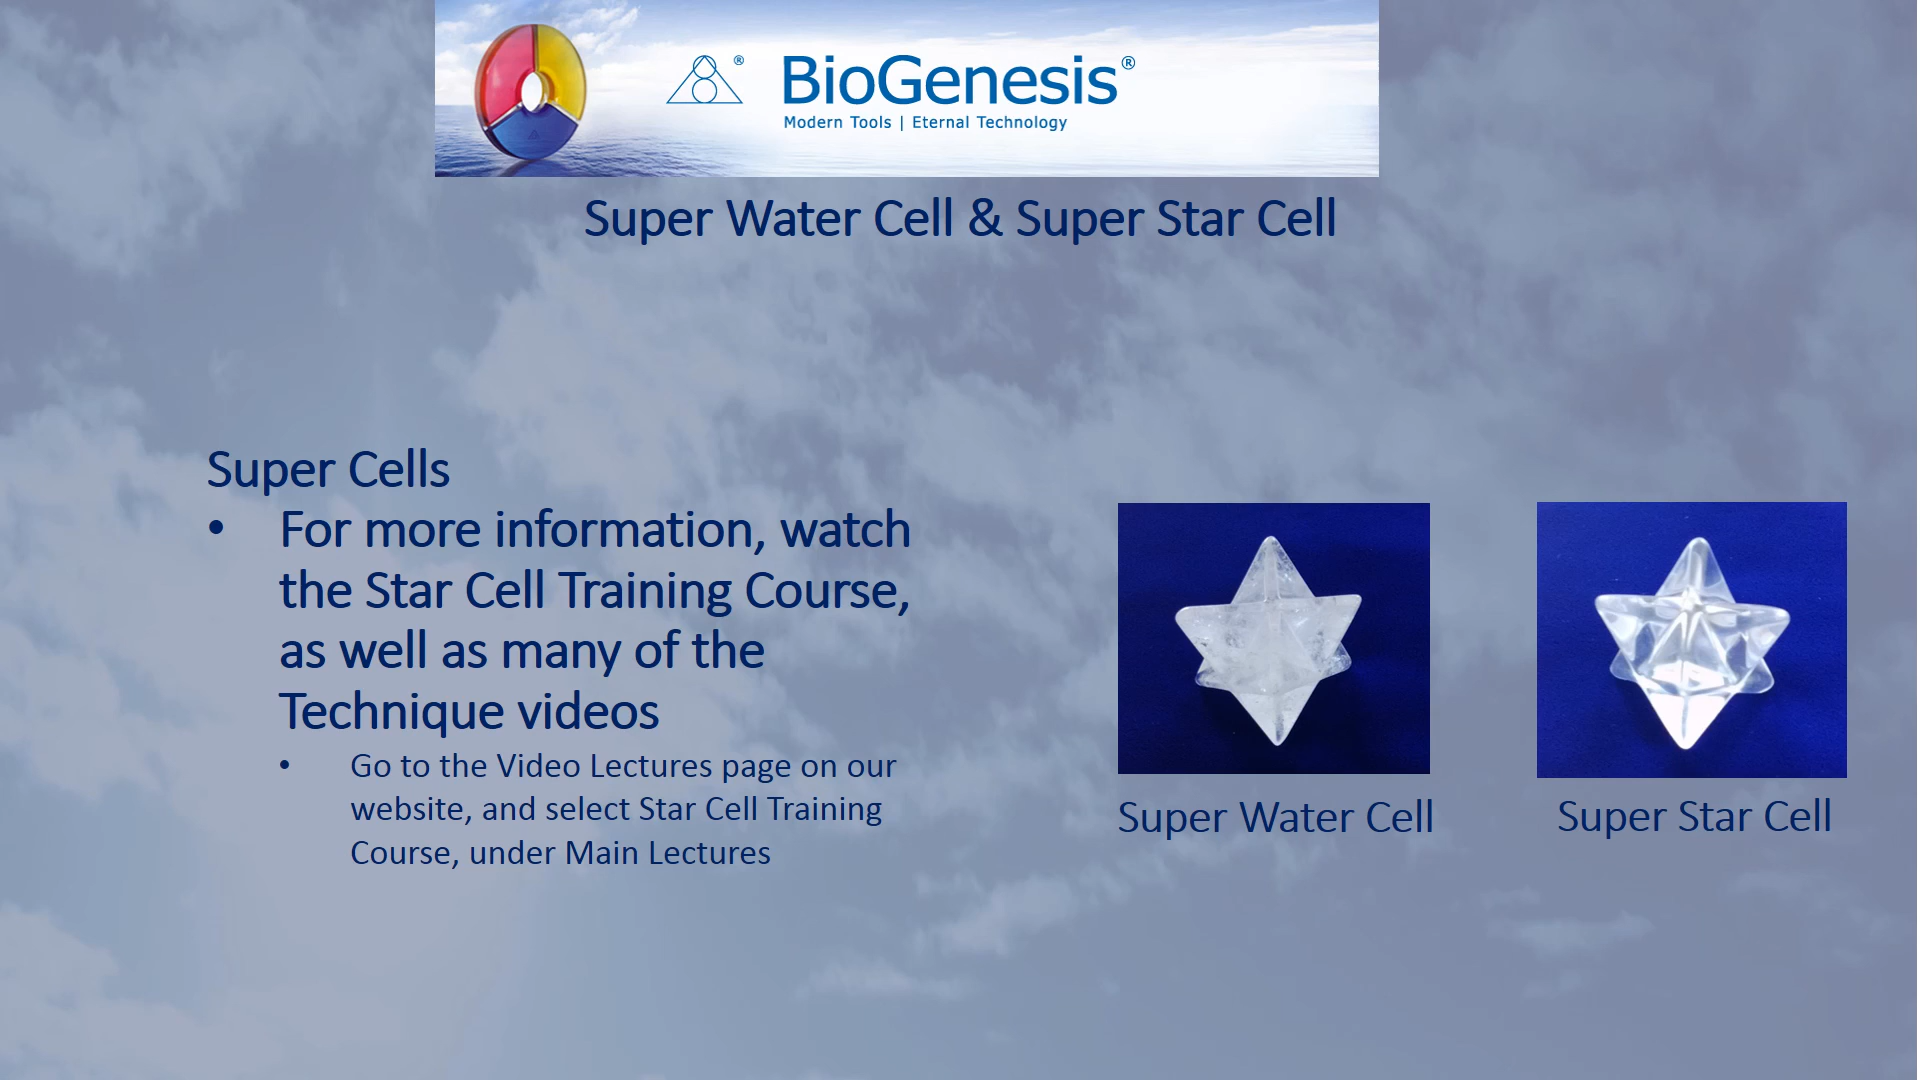 BioGenesis®
Modern Tools | Eternal Technology
®
Super Water Cell & Super Star Cell
Super Cells
• For more information, watch
the Star Cell Training Course,
as well as many of the
Technique videos
• Go to the Video Lectures page on our
website, and select Star Cell Training
Course, under Main Lectures
Super Water Cell
Super Star Cell